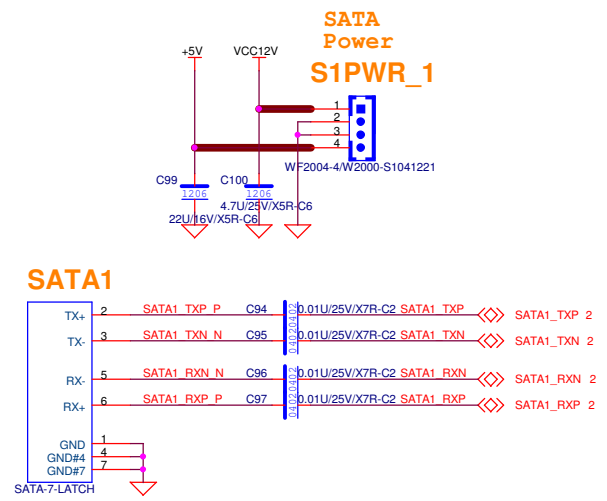 SATA
Power
+5V VCC12V
S1PWR_1
1
2
3
4
WF2004-4/W2000-S1041221
C99 C100
1206 1206
4.7U/25V/X5R-C6
22U/16V/X5R-C6
SATA1
TX+ 2 SATA1_TXP_P C94 0402 0.01U/25V/X7R-C2 SATA1_TXP SATA1_TXP 2
TX- 3 SATA1_TXN_N C95 0402 0.01U/25V/X7R-C2 SATA1_TXN SATA1_TXN 2
RX- 5 SATA1_RXN_N C96 0402 0.01U/25V/X7R-C2 SATA1_RXN SATA1_RXN 2
RX+ 6 SATA1_RXP_P C97 0402 0.01U/25V/X7R-C2 SATA1_RXP SATA1_RXP 2
GND 1
GND#4 4
GND#7 7
SATA-7-LATCH